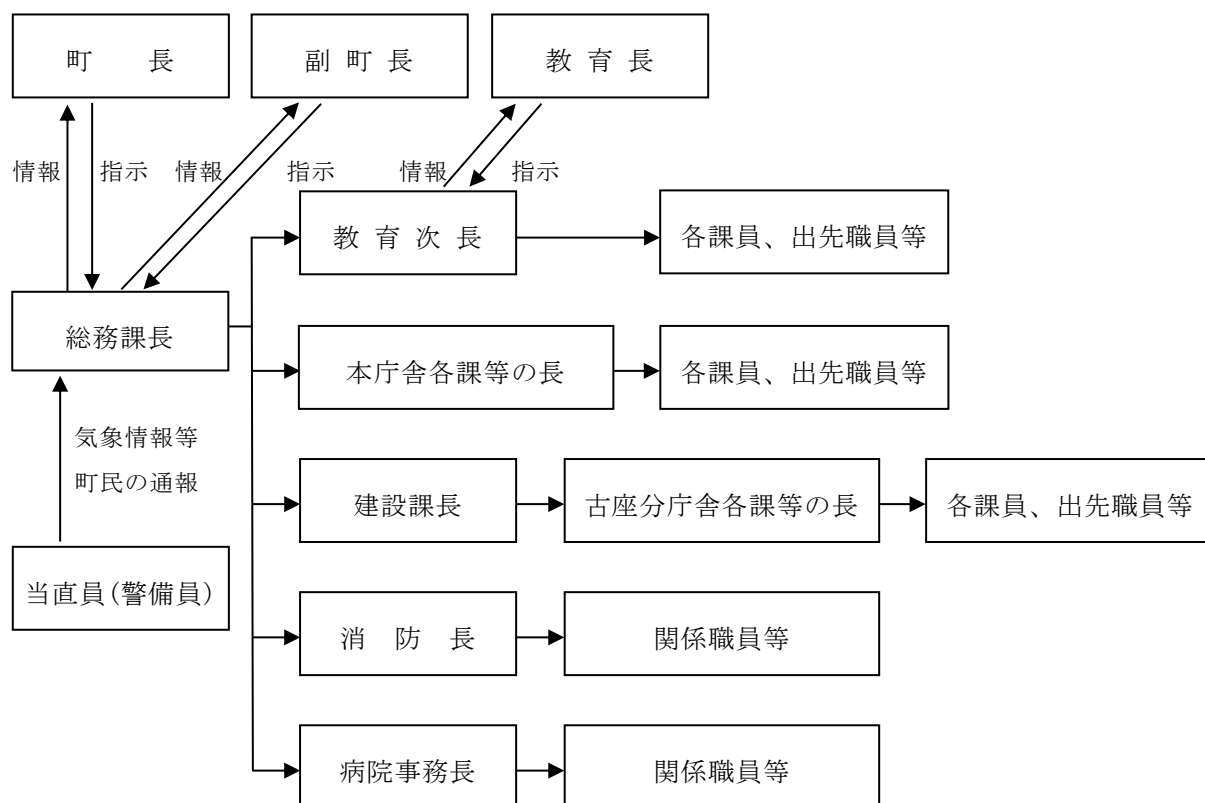 町　　長
副 町 長
教 育 長
情報
指示
情報
指示
情報
指示
教 育 次 長
各課員、出先職員等
総務課長
本庁舎各課等の長
各課員、出先職員等
気象情報等
町民の通報
建設課長
古座分庁舎各課等の長
各課員、出先職員等
当直員(警備員)
消　防　長
関係職員等
病院事務長
関係職員等